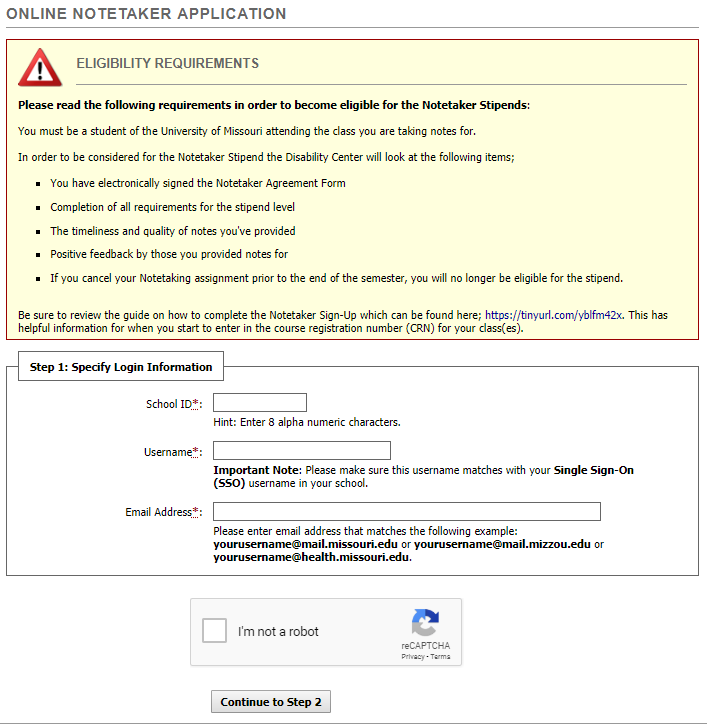 ONLINE NOTETAKER APPLICATION
ELIGIBILITY REQUIREMENTS
Please read the following requirements in order to become eligible for the Notetaker Stipends:
You must be a student of the University of Missouri attending the class you are taking notes for.
In order to be considered for the Notetaker Stipend the Disability Center will look at the following items;
You have electronically signed the Notetaker Agreement Form
Completion of all requirements for the stipend level
The timeliness and quality of notes you've provided
Positive feedback by those you provided notes for
If you cancel your Notetaking assignment prior to the end of the semester, you will no longer be eligible for the stipend.
Be sure to review the guide on how to complete the Notetaker Sign-Up which can be found here; https://tinyurl.com/yblfm42x. This has
helpful information for when you start to enter in the course registration number (CRN) for your class(es).
Step 1: Specify Login Information
School ID*:
Hint: Enter 8 alpha numeric characters.
Username*:
Important Note: Please make sure this username matches with your Single Sign-On
(SSO) username in your school.
Email Address*:
Please enter email address that matches the following example:
yourusername@mail.missouri.edu or yourusername@mail.mizzou.edu or
yourusername@health.missouri.edu.
I'm not a robot
reCAPTCHA
Privacy - Terms
Continue to Step 2